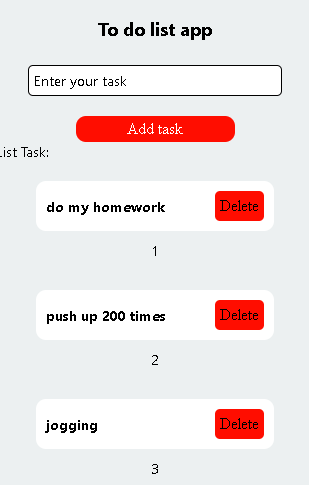 To do list app
Enter your task
Add task
List Task:
do my homework
Delete
1
push up 200 times
Delete
2
jogging
Delete
3